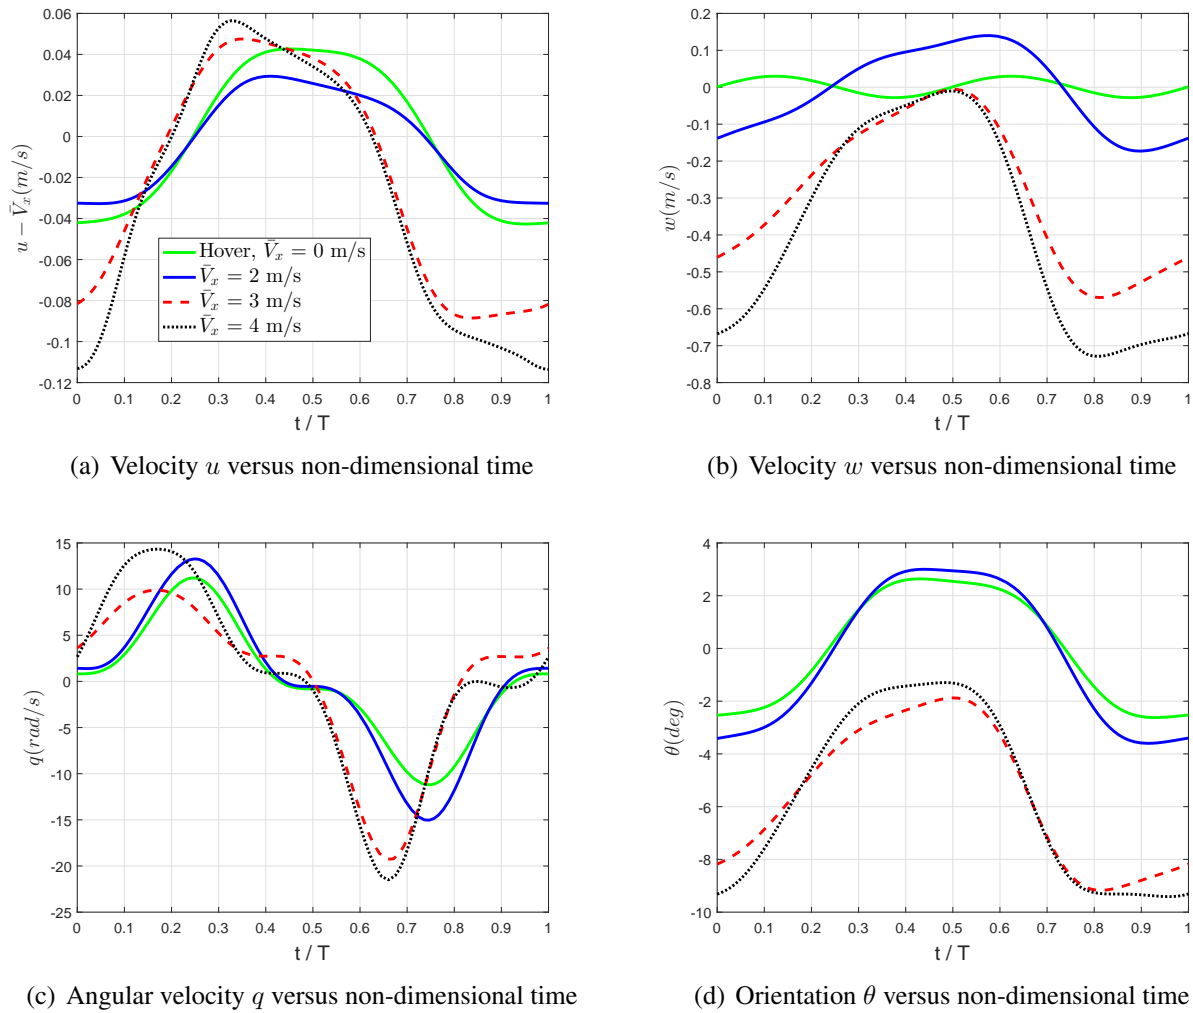 0.06
0.04
0.02
0
-0.02
-0.04
-0.06
-0.08
-0.1
-0.12
u − V̄ₓ(m/s)
Hover, V̄ₓ = 0 m/s
V̄ₓ = 2 m/s
V̄ₓ = 3 m/s
V̄ₓ = 4 m/s
0 0.1 0.2 0.3 0.4 0.5 0.6 0.7 0.8 0.9 1
t / T
(a) Velocity u versus non-dimensional time
0.2
0.1
0
-0.1
-0.2
-0.3
-0.4
-0.5
-0.6
-0.7
-0.8
w(m/s)
0 0.1 0.2 0.3 0.4 0.5 0.6 0.7 0.8 0.9 1
t / T
(b) Velocity w versus non-dimensional time
15
10
5
0
-5
-10
-15
-20
-25
q(rad/s)
0 0.1 0.2 0.3 0.4 0.5 0.6 0.7 0.8 0.9 1
t / T
(c) Angular velocity q versus non-dimensional time
4
2
0
-2
-4
-6
-8
-10
θ(deg)
0 0.1 0.2 0.3 0.4 0.5 0.6 0.7 0.8 0.9 1
t / T
(d) Orientation θ versus non-dimensional time